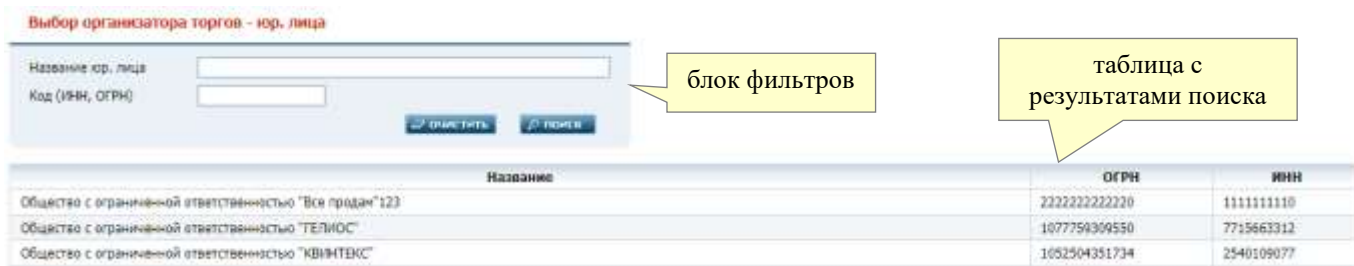 Выбор организатора торгов - юр. лица
Название юр. лица
Код (ИНН, ОГРН)
ОЧИСТИТЬ
ПОИСК
блок фильтров
таблица с
результатами поиска
Название ОГРН ИНН
Общество с ограниченной ответственностью "Все продам"123 2222222222220 1111111110
Общество с ограниченной ответственностью "ГЕЛИОС" 1077759309550 7715663312
Общество с ограниченной ответственностью "КВИНТЕКС" 1052504351734 2540109077